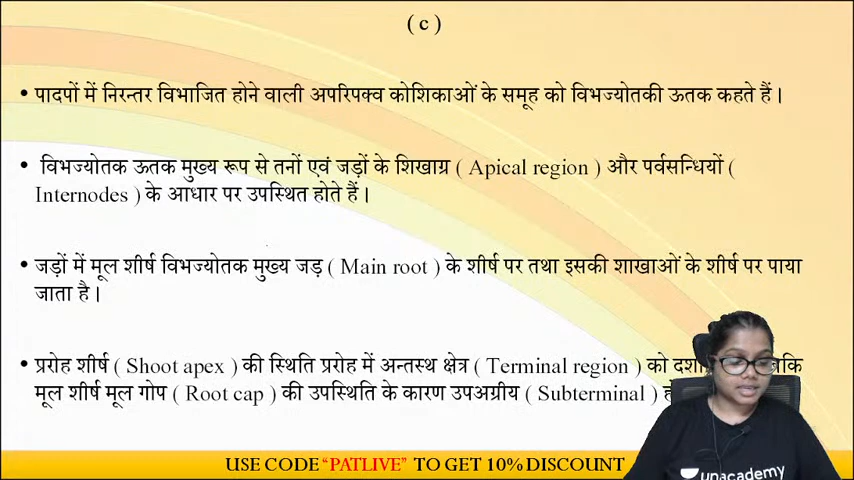 ( c )
• पादपों में निरन्तर विभाजित होने वाली अपरिपक्व कोशिकाओं के समूह को विभज्योतकी ऊतक कहते हैं ।
• विभज्योतक ऊतक मुख्य रूप से तनों एवं जड़ों के शिखाग्र ( Apical region ) और पर्वसन्धियों (
Internodes ) के आधार पर उपस्थित होते हैं ।
• जड़ों में मूल शीर्ष विभज्योतक मुख्य जड़ ( Main root ) के शीर्ष पर तथा इसकी शाखाओं के शीर्ष पर पाया
जाता है ।
• प्ररोह शीर्ष ( Shoot apex ) की स्थिति प्ररोह में अन्तस्थ क्षेत्र ( Terminal region ) को
मूल शीर्ष मूल गोप ( Root cap ) की उपस्थिति के कारण उपअग्रीय ( Subterminal )
USE CODE “PATLIVE” TO GET 10% DISCOUNT
unacademy